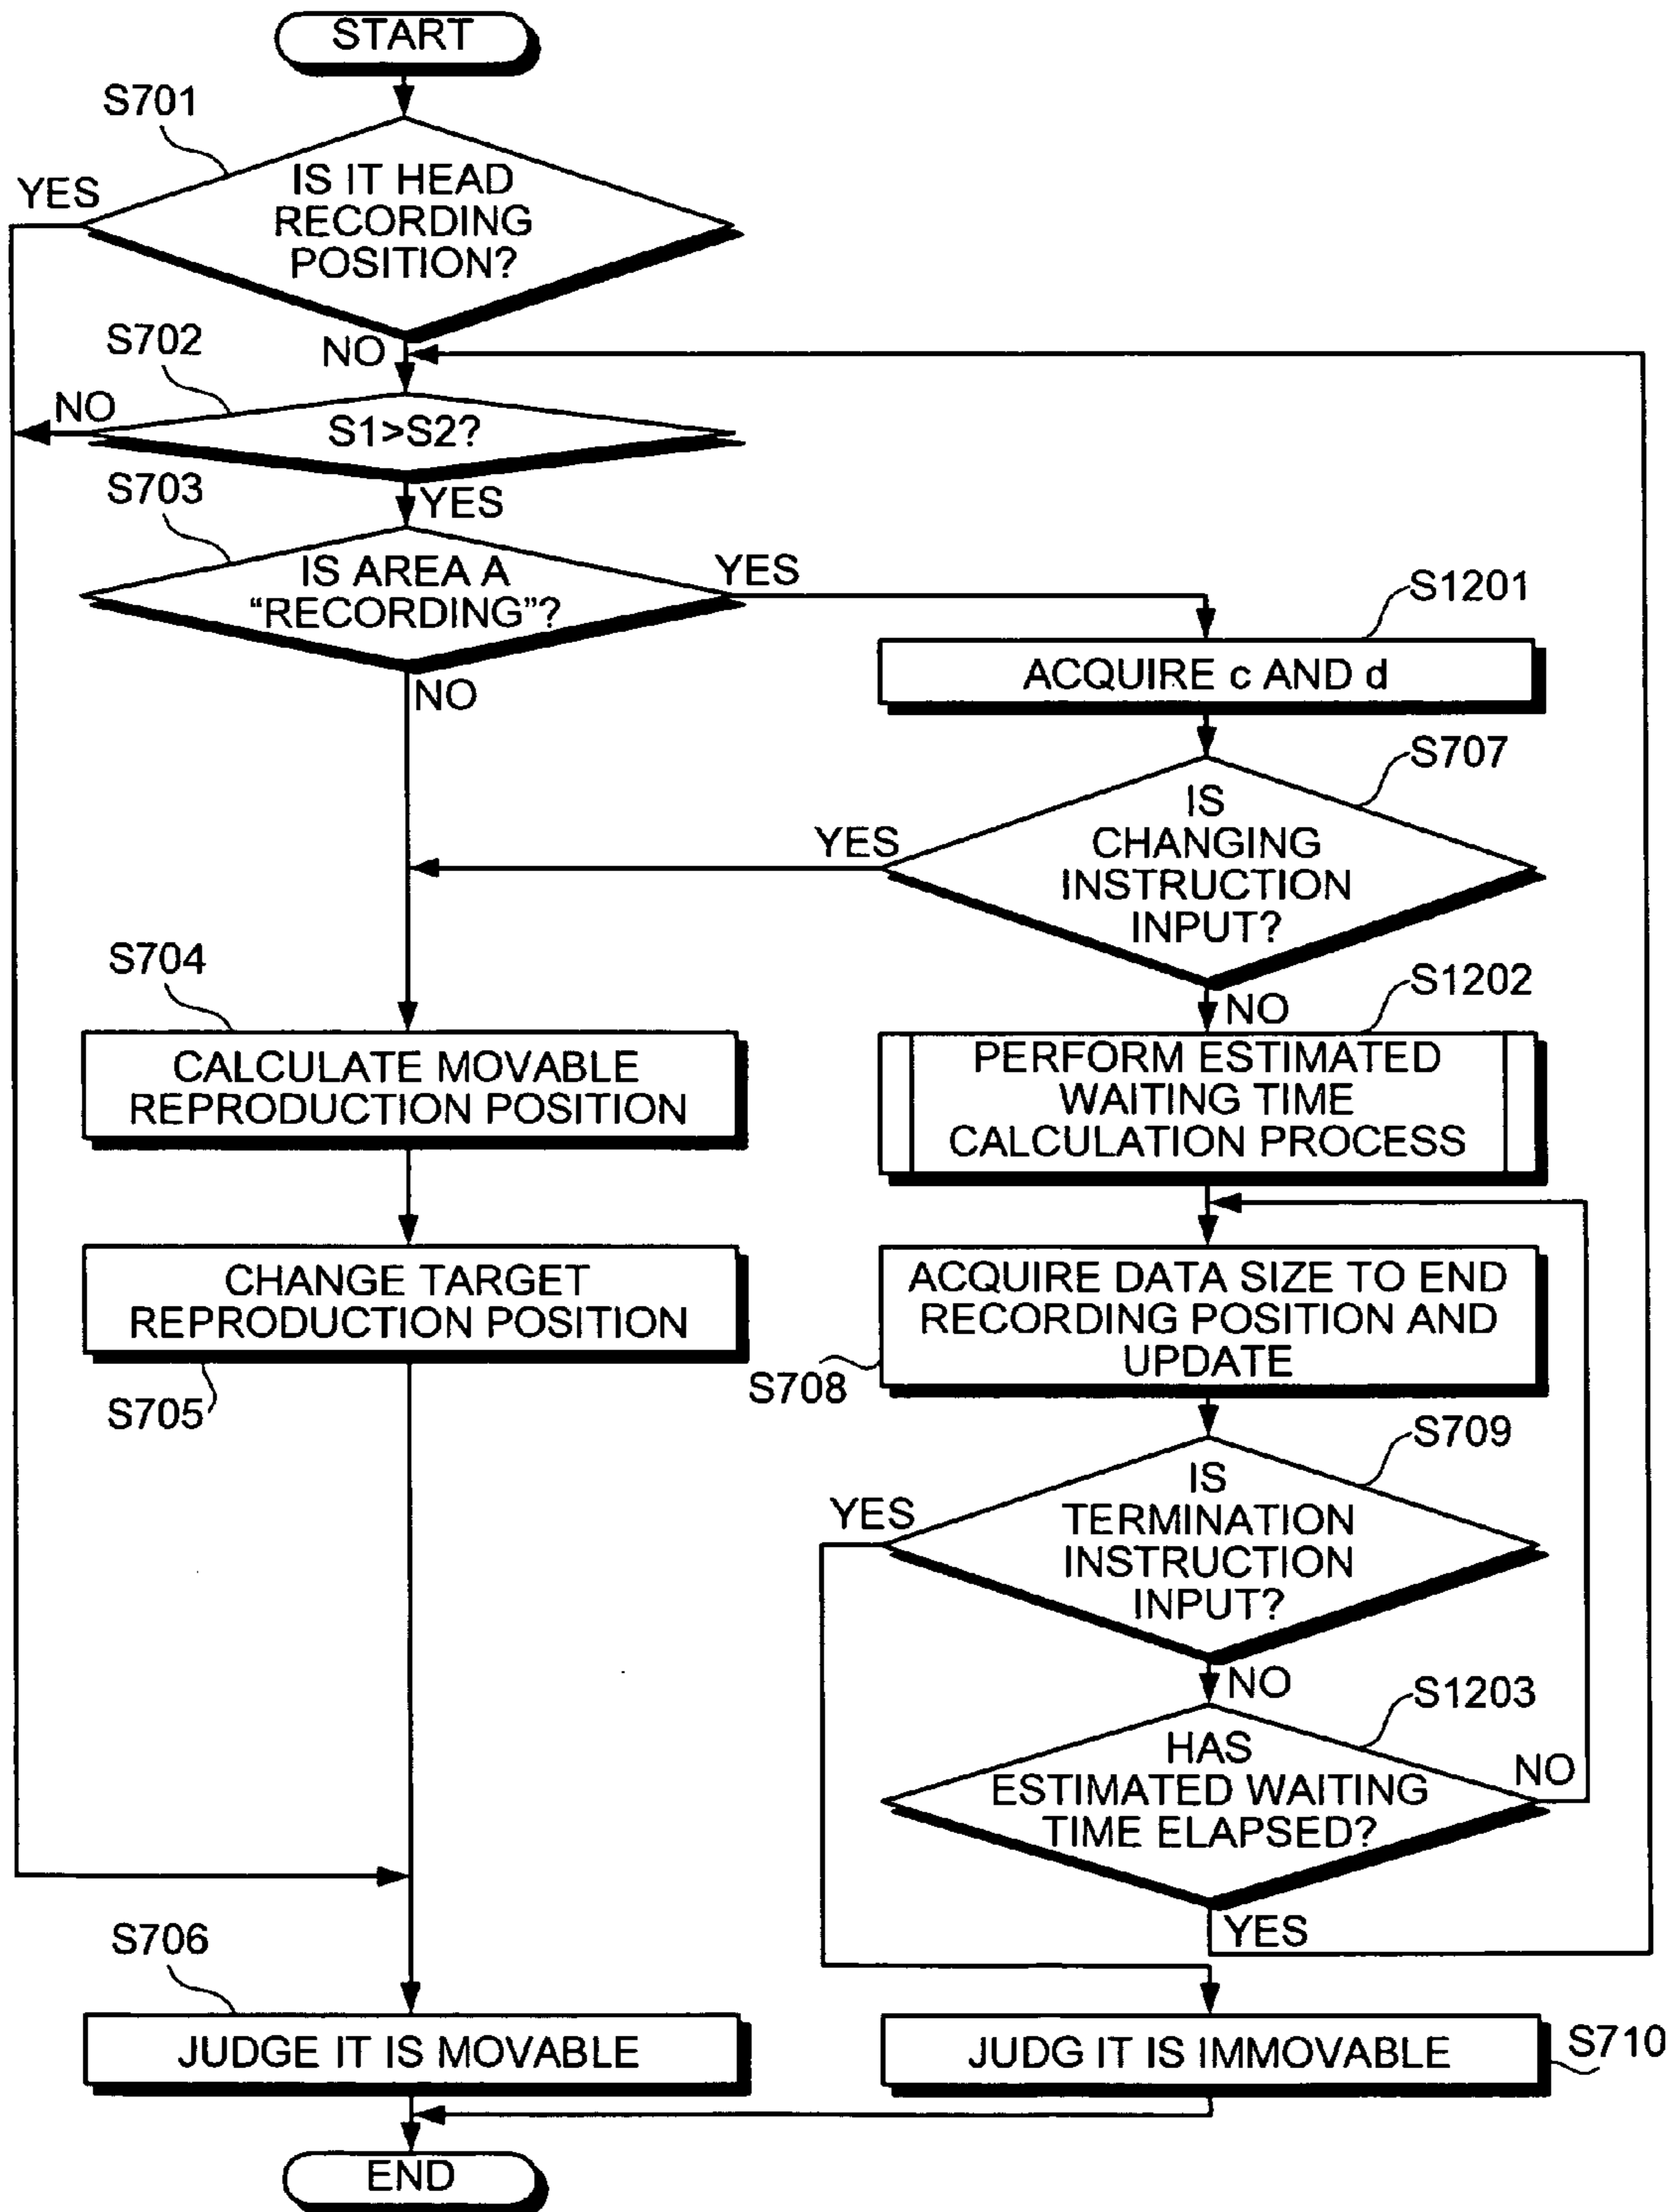 START
S701
IS IT HEAD
RECORDING
POSITION?
YES
NO
S702
S1>S2?
NO
YES
S703
IS AREA A
“RECORDING”?
YES
NO
S1201
ACQUIRE c AND d
S707
IS
CHANGING
INSTRUCTION
INPUT?
YES
NO
S704
CALCULATE MOVABLE
REPRODUCTION POSITION
S1202
PERFORM ESTIMATED
WAITING TIME
CALCULATION PROCESS
S705
CHANGE TARGET
REPRODUCTION POSITION
S708
ACQUIRE DATA SIZE TO END
RECORDING POSITION AND
UPDATE
S709
IS
TERMINATION
INSTRUCTION
INPUT?
YES
NO
S1203
HAS
ESTIMATED WAITING
TIME ELAPSED?
NO
YES
S706
JUDGE IT IS MOVABLE
JUDG IT IS IMMOVABLE
S710
END